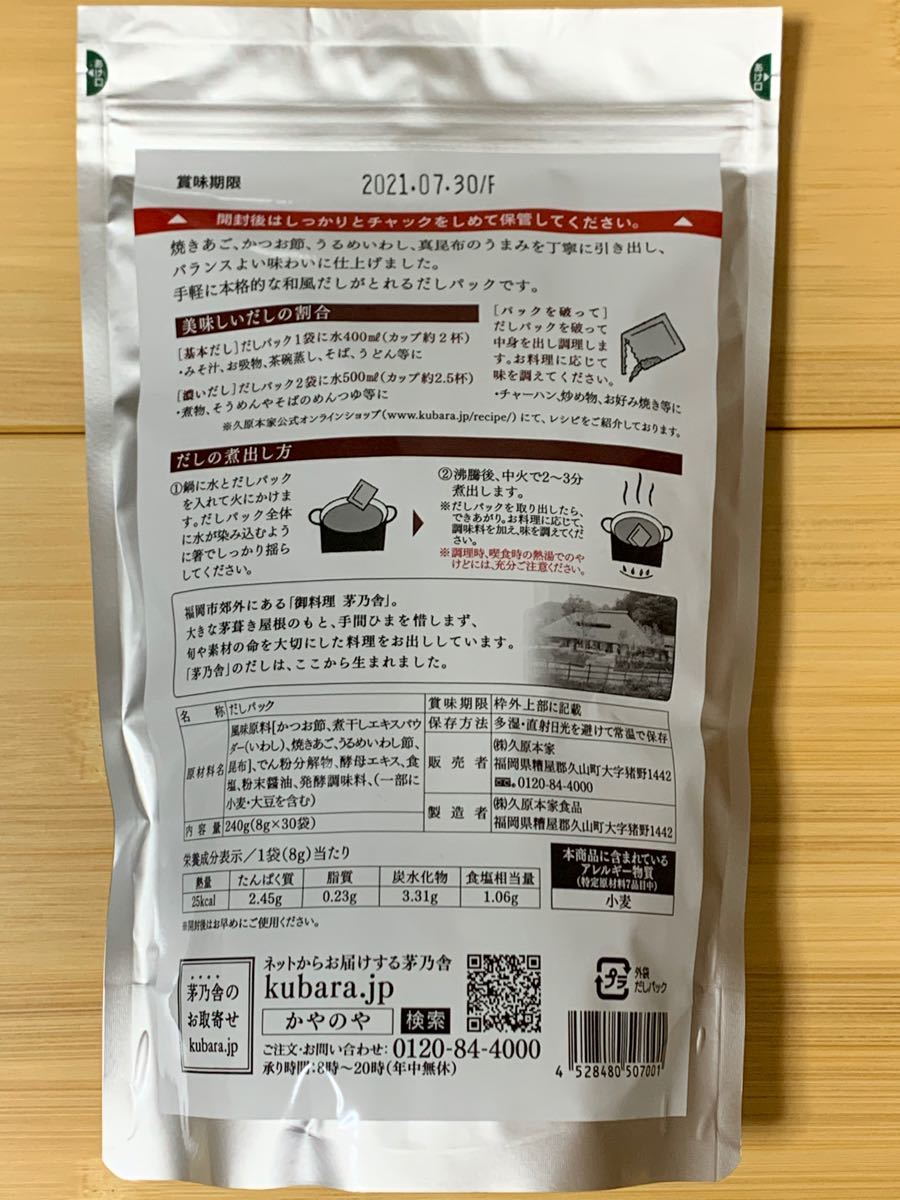 あけ口
あけ口
賞味期限 2021.07.30/F
開封後はしっかりとチャックをしめて保管してください。
焼きあご、かつお節、うるめいわし、真昆布のうまみを丁寧に引き出し、
バランスよい味わいに仕上げました。
手軽に本格的な和風だしがとれるだしパックです。
美味しいだしの割合
[基本だし]だしパック1袋に水400㎖(カップ約2杯)
・みそ汁、お吸物、茶碗蒸し、そば、うどん等に
[濃いだし]だしパック2袋に水500㎖(カップ約2.5杯)
・煮物、そうめんやそばのめんつゆ等に
[パックを破って]
だしパックを破って
中身を出し調理しま
す。お料理に応じて
味を調えてください。
・チャーハン、炒め物、お好み焼き等に
※久原本家公式オンラインショップ(www.kubara.jp/recipe/)にて、レシピをご紹介しております。
だしの煮出し方
①鍋に水とだしパック
を入れて火にかけま
す。だしパック全体
に水が染み込むよう
に箸でしっかり揺ら
してください。
②沸騰後、中火で2〜3分
煮出します。
※だしパックを取り出したら、
できあがり。お料理に応じて、
調味料を加え、味を調えてくだ
さい。
※調理時、喫食時の熱湯でのや
けどには、充分ご注意ください。
福岡市郊外にある「御料理 茅乃舎」。
大きな茅葺き屋根のもと、手間ひまを惜しまず、
旬や素材の命を大切にした料理をお出ししています。
「茅乃舎」のだしは、ここから生まれました。
名称 だしパック
原材料名 風味原料[かつお節、煮干しエキスパウ
ダー(いわし)、焼きあご、うるめいわし節、
昆布]、でん粉分解物、酵母エキス、食
塩、粉末醤油、発酵調味料、(一部に
小麦・大豆を含む)
内容量 240g(8g×30袋)
賞味期限 枠外上部に記載
保存方法 多湿・直射日光を避けて常温で保存
販売者 ㈱久原本家
福岡県糟屋郡久山町大字猪野1442
0120-84-4000
製造者 ㈱久原本家食品
福岡県糟屋郡久山町大字猪野1442
栄養成分表示/1袋(8g)当たり
熱量 たんぱく質 脂質 炭水化物 食塩相当量
25kcal 2.45g 0.23g 3.31g 1.06g
※開封後はお早めにご使用ください。
本商品に含まれている
アレルギー物質
(特定原材料7品目中)
小麦
茅乃舎の
お取寄せ
kubara.jp
ネットからお届けする茅乃舎
kubara.jp
かやのや 検索
ご注文・お問い合わせ:0120-84-4000
承り時間:8時〜20時(年中無休)
プラ
外袋
だしパック
4 528480 507001